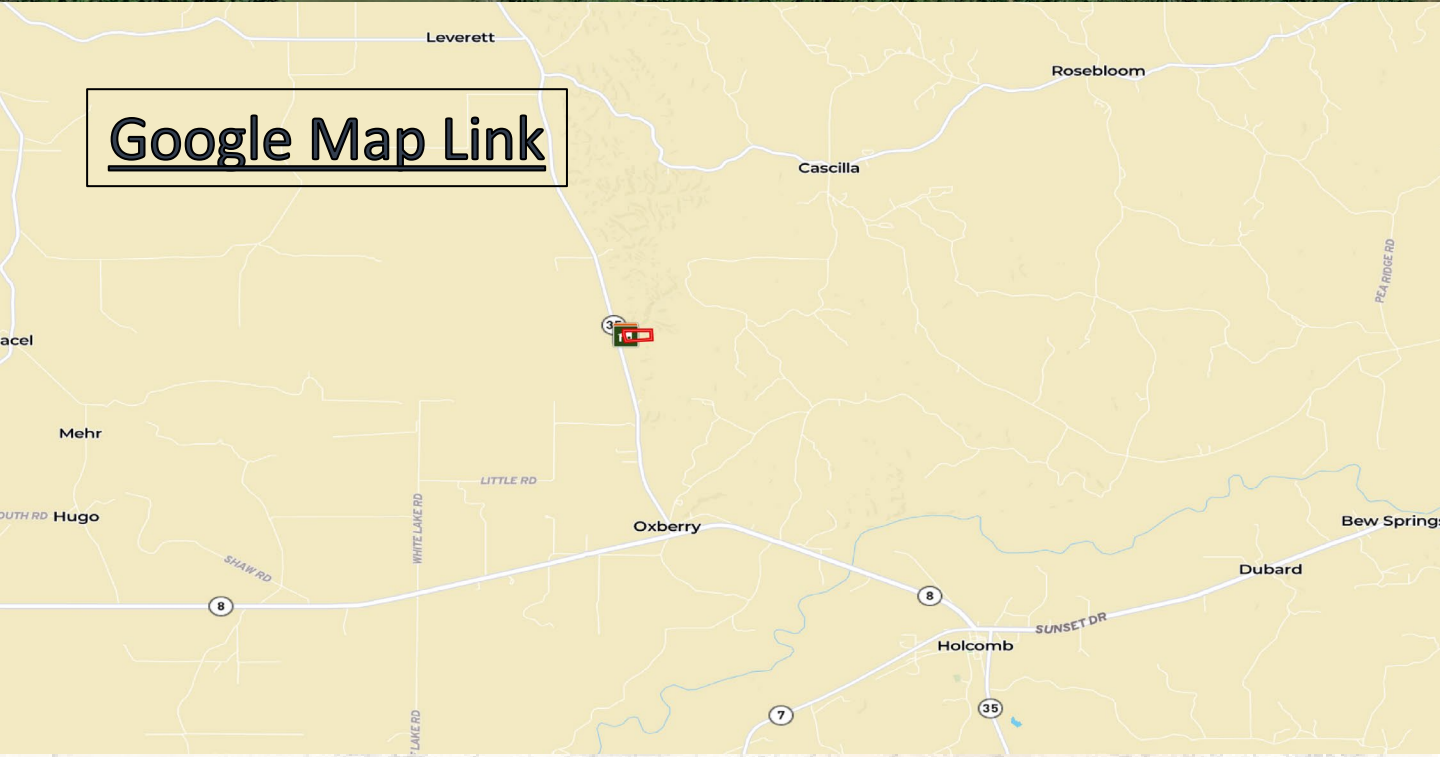 Leverett
Rosebloom
Google Map Link
Cascilla
PEA RIDGE RD
35
acel
Mehr
LITTLE RD
WHITE LAKE RD
OUTH RD
Hugo
Oxberry
Bew Springs
SHAW RD
Dubard
8
8
SUNSET DR
Holcomb
35
7
LAKE RD